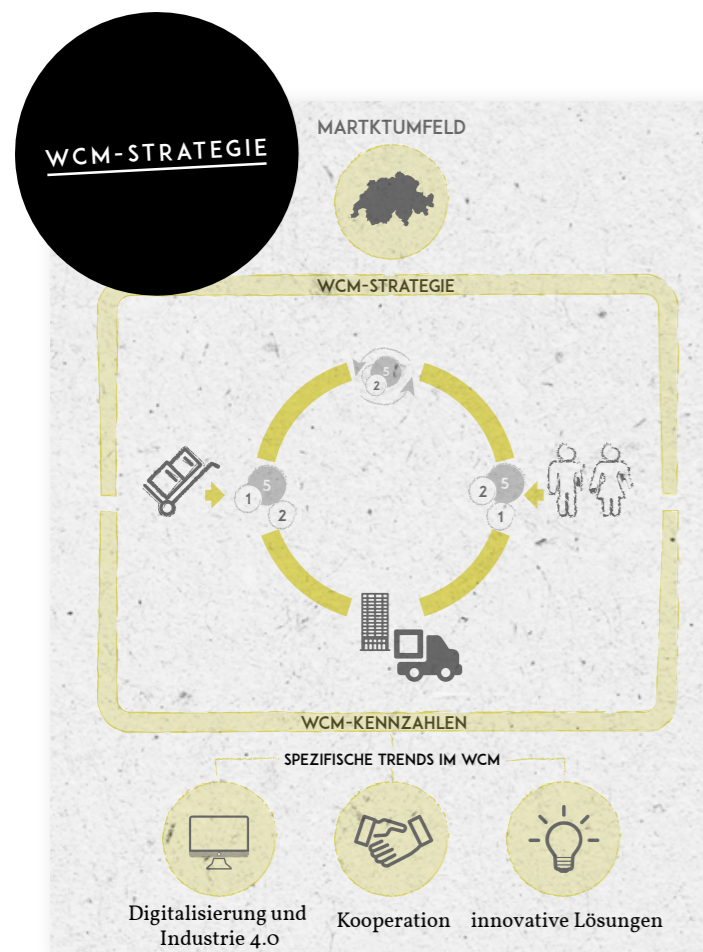 WCM-STRATEGIE
MARTKTUMFELD
WCM-STRATEGIE
5
2
5
1
2
5
2
1
WCM-KENNZAHLEN
SPEZIFISCHE TRENDS IM WCM
Digitalisierung und
Industrie 4.0
Kooperation
innovative Lösungen